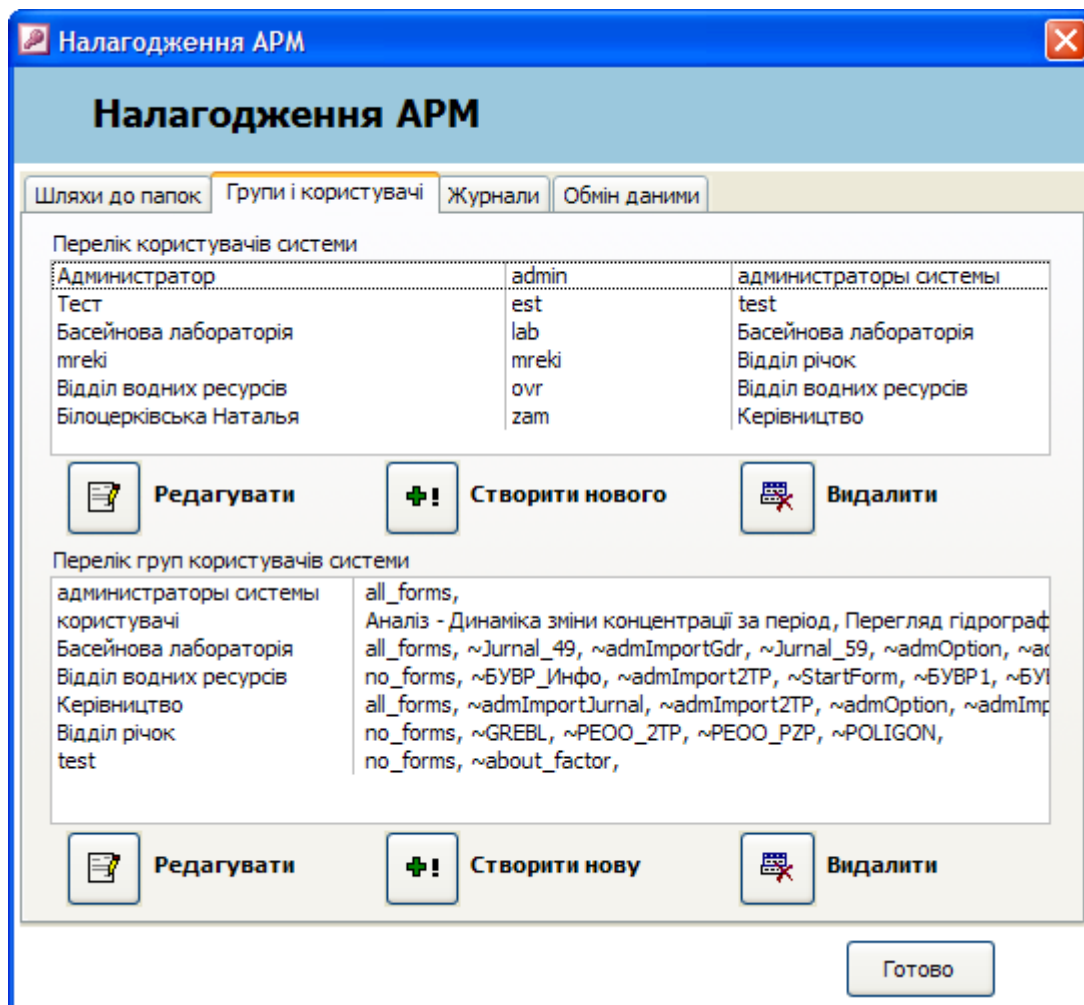 Налагодження АРМ
Налагодження АРМ
Шляхи до папок Групи і користувачі Журнали Обмін даними
Перелік користувачів системи
Администратор admin администраторы системы
Тест est test
Басейнова лабораторія lab Басейнова лабораторія
mreki mreki Відділ річок
Відділ водних ресурсів ovr Відділ водних ресурсів
Білоцерківська Наталья zam Керівництво
Редагувати Створити нового Видалити
Перелік груп користувачів системи
администраторы системы all_forms,
користувачі Аналіз - Динаміка зміни концентрації за період, Перегляд гідрограф
Басейнова лабораторія all_forms, ~Jurnal_49, ~admImportGdr, ~Jurnal_59, ~admOption, ~ad
Відділ водних ресурсів no_forms, ~БУВР_Инфо, ~admImport2TP, ~StartForm, ~БУВР1, ~БУ
Керівництво all_forms, ~admImportJurnal, ~admImport2TP, ~admOption, ~admImp
Відділ річок no_forms, ~GREBL, ~PEOO_2TP, ~PEOO_PZP, ~POLIGON,
test no_forms, ~about_factor,
Редагувати Створити нову Видалити
Готово